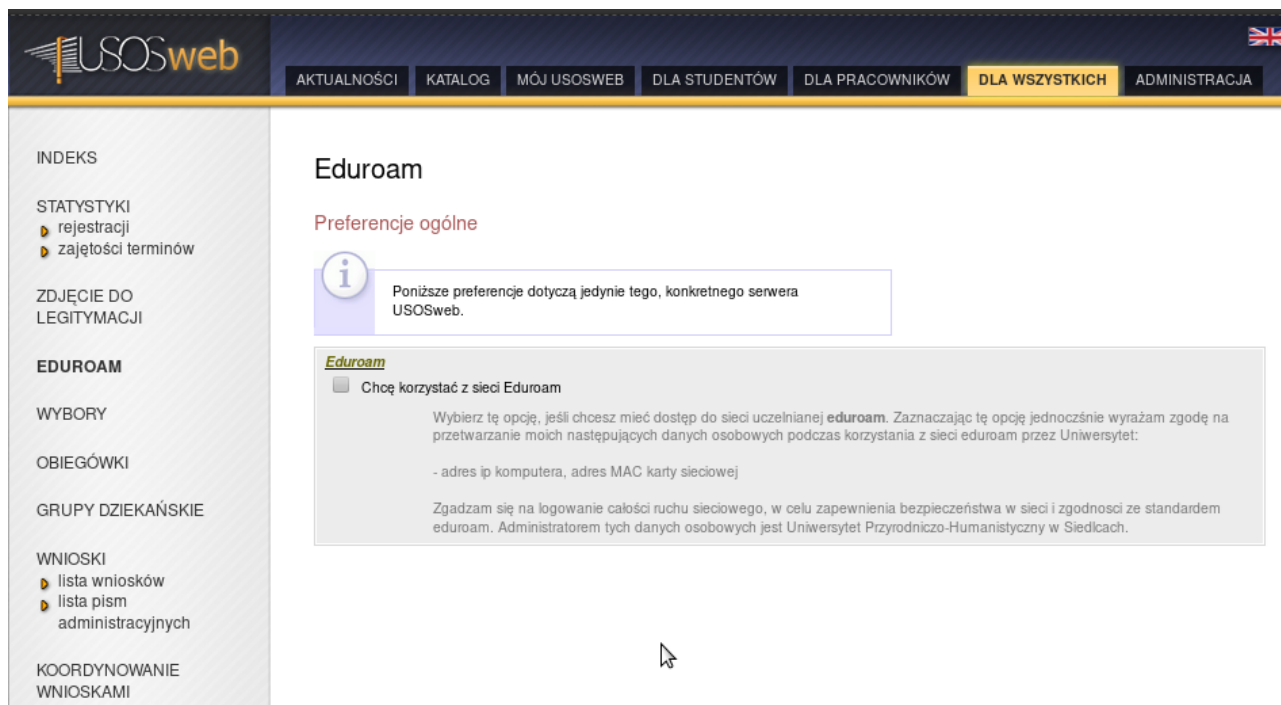 USOSweb
AKTUALNOŚCI KATALOG MÓJ USOSWEB DLA STUDENTÓW DLA PRACOWNIKÓW DLA WSZYSTKICH ADMINISTRACJA
INDEKS
STATYSTYKI
rejestracji
zajętości terminów
ZDJĘCIE DO
LEGITYMACJI
EDUROAM
WYBORY
OBIEGÓWKI
GRUPY DZIEKAŃSKIE
WNIOSKI
lista wniosków
lista pism
administracyjnych
KOORDYNOWANIE
WNIOSKAMI
Eduroam
Preferencje ogólne
i
Poniższe preferencje dotyczą jedynie tego, konkretnego serwera
USOSweb.
Eduroam
Chcę korzystać z sieci Eduroam
Wybierz tę opcję, jeśli chcesz mieć dostęp do sieci uczelnianej eduroam. Zaznaczając tę opcję jednoczśnie wyrażam zgodę na
przetwarzanie moich następujących danych osobowych podczas korzystania z sieci eduroam przez Uniwersytet:
- adres ip komputera, adres MAC karty sieciowej
Zgadzam się na logowanie całości ruchu sieciowego, w celu zapewnienia bezpieczeństwa w sieci i zgodnosci ze standardem
eduroam. Administratorem tych danych osobowych jest Uniwersytet Przyrodniczo-Humanistyczny w Siedlcach.